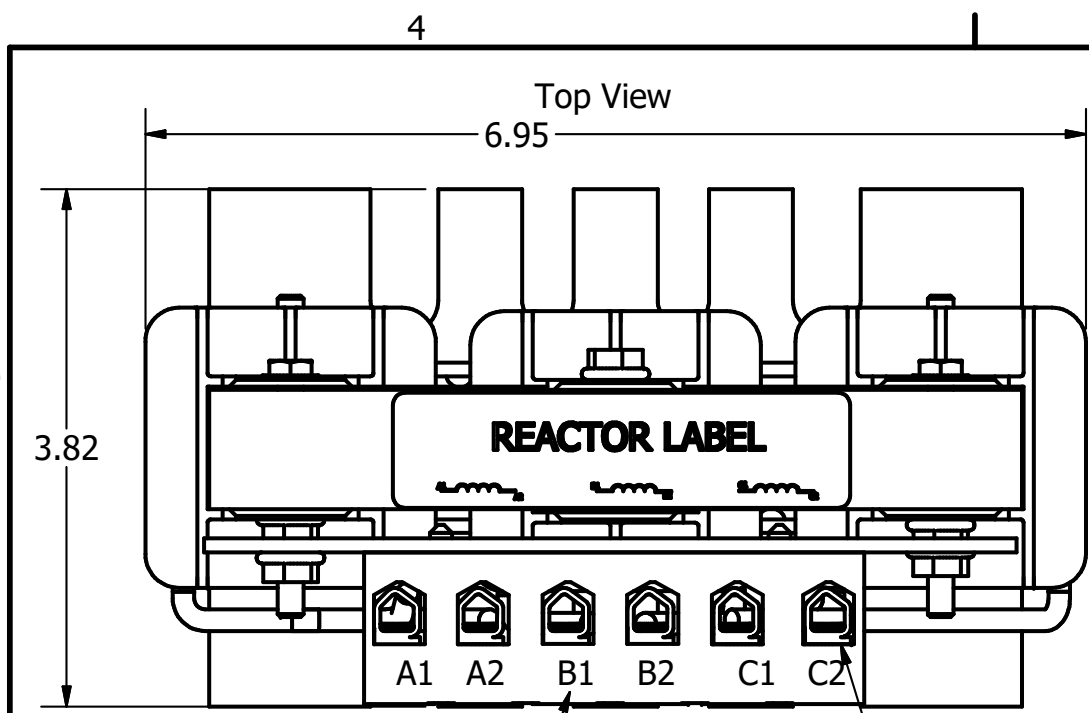 4
Top View
6.95
3.82
REACTOR LABEL
A1 A2 B1 B2 C1 C2